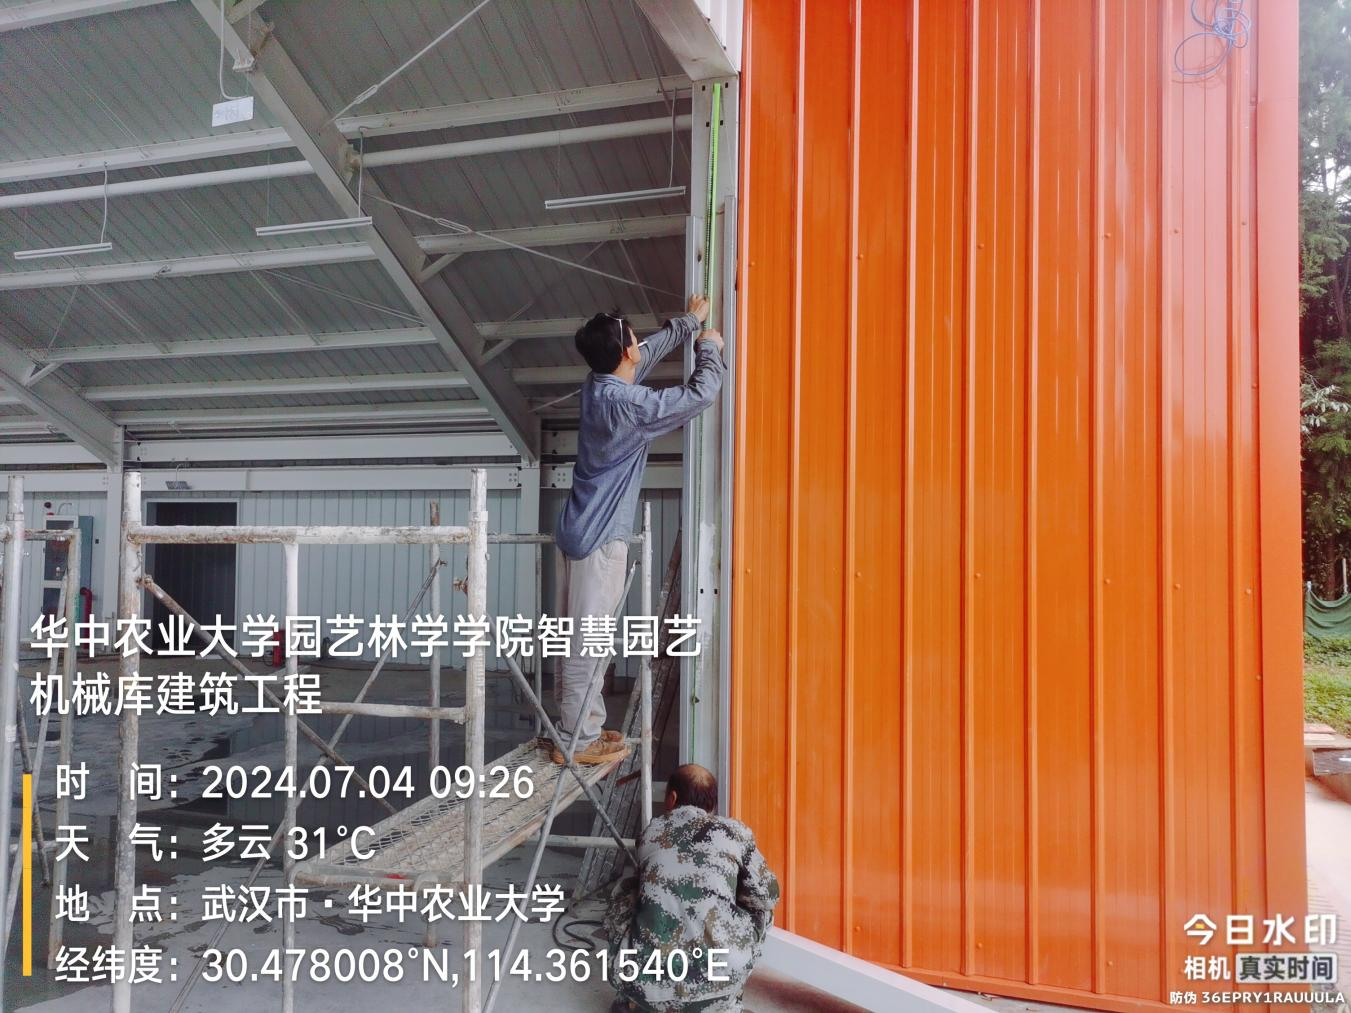 华中农业大学园艺林学学院智慧园艺
机械库建筑工程
时 间：2024.07.04 09:26
天 气：多云 31°C
地 点：武汉市·华中农业大学
经纬度：30.478008°N,114.361540°E
今日水印
相机 真实时间
防伪 36EPRY1RAUUULA